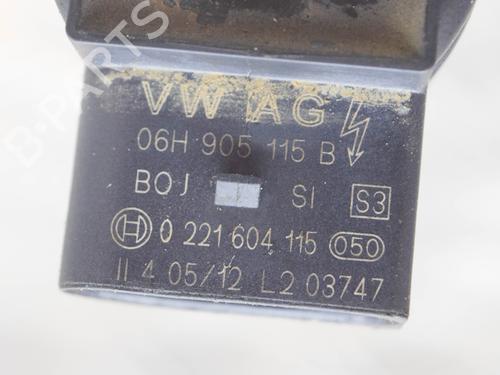 B-PARTS
VW AG
06H 905 115 B
BOJ SI S3
0 221 604 115 050
II 4 05/12 L2 03747